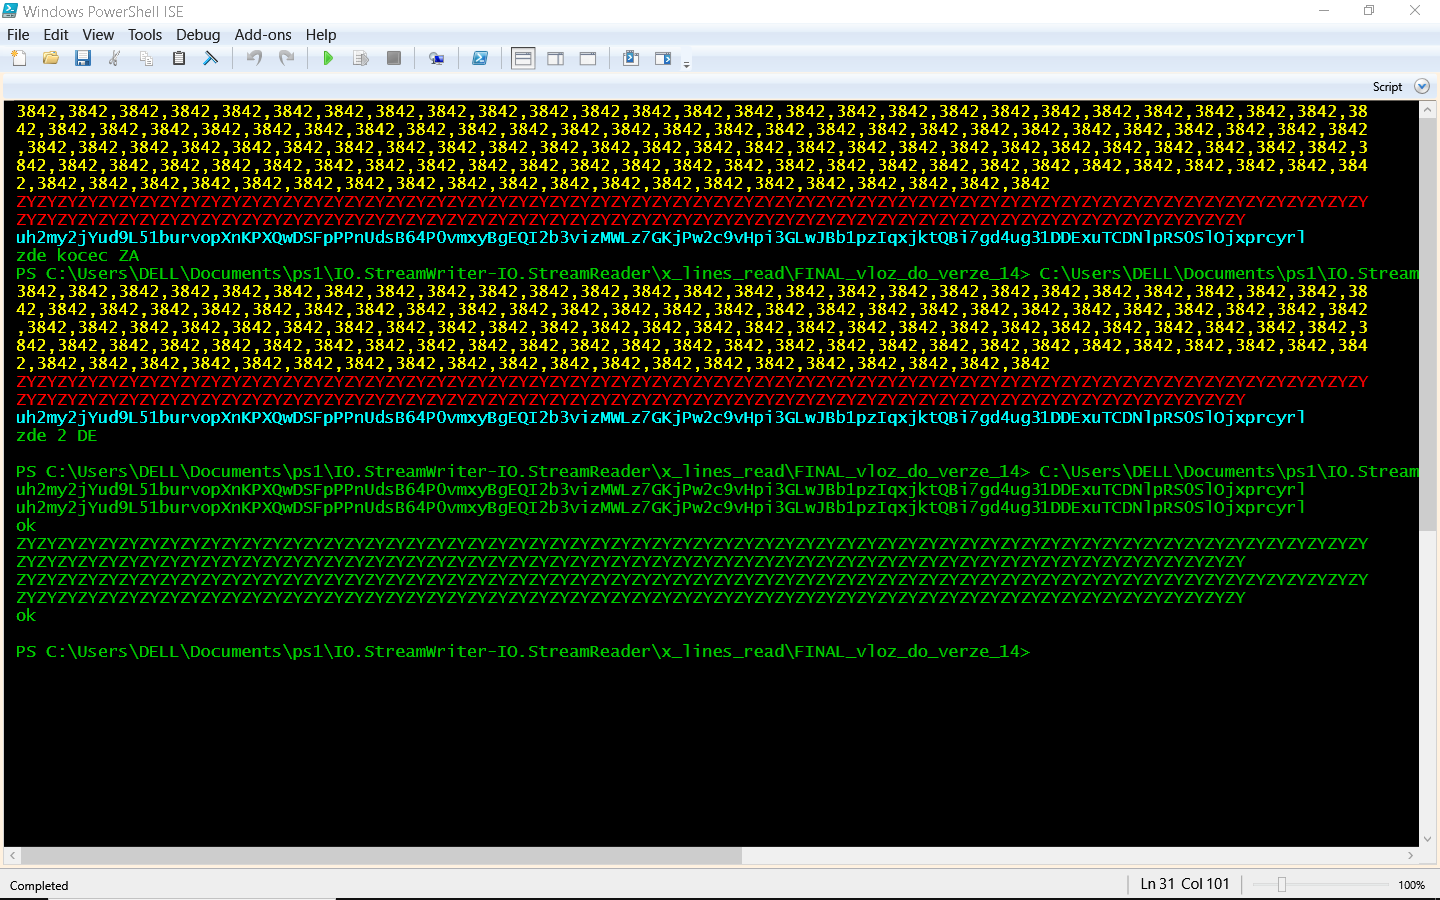 Windows PowerShell ISE
File Edit View Tools Debug Add-ons Help
Script
3842,3842,3842,3842,3842,3842,3842,3842,3842,3842,3842,3842,3842,3842,3842,3842,3842,3842,3842,3842,3842,3842,3842,3842,3842,3842,38
42,3842,3842,3842,3842,3842,3842,3842,3842,3842,3842,3842,3842,3842,3842,3842,3842,3842,3842,3842,3842,3842,3842,3842,3842,3842,3842
,3842,3842,3842,3842,3842,3842,3842,3842,3842,3842,3842,3842,3842,3842,3842,3842,3842,3842,3842,3842,3842,3842,3842,3842,3842,3842,3
842,3842,3842,3842,3842,3842,3842,3842,3842,3842,3842,3842,3842,3842,3842,3842,3842,3842,3842,3842,3842,3842,3842,3842,3842,3842,384
2,3842,3842,3842,3842,3842,3842,3842,3842,3842,3842,3842,3842,3842,3842,3842,3842,3842,3842,3842,3842
ZYZYZYZYZYZYZYZYZYZYZYZYZYZYZYZYZYZYZYZYZYZYZYZYZYZYZYZYZYZYZYZYZYZYZYZYZYZYZYZYZYZYZYZYZYZYZYZYZYZYZYZYZYZYZYZYZYZYZYZYZYZYZYZYZYZY
ZYZYZYZYZYZYZYZYZYZYZYZYZYZYZYZYZYZYZYZYZYZYZYZYZYZYZYZYZYZYZYZYZYZYZYZYZYZYZYZYZYZYZYZYZYZYZYZYZYZYZYZYZYZYZYZYZYZYZYZY
uh2my2jYud9L51burvopXnKPXQwDSFpPPnUdsB64POvmxyBgEQI2b3vizMWLz7GKjPw2c9vHpi3GLwJBb1pzIqxjktQBi7gd4ug31DDExuTCDNlpRSOSlOjxprcyrl
zde kocec ZA
PS C:\Users\DELL\Documents\ps1\IO.StreamWriter-IO.StreamReader\x_lines_read\FINAL_vloz_do_verze_14> C:\Users\DELL\Documents\ps1\IO.Stream
3842,3842,3842,3842,3842,3842,3842,3842,3842,3842,3842,3842,3842,3842,3842,3842,3842,3842,3842,3842,3842,3842,3842,3842,3842,3842,38
42,3842,3842,3842,3842,3842,3842,3842,3842,3842,3842,3842,3842,3842,3842,3842,3842,3842,3842,3842,3842,3842,3842,3842,3842,3842,3842
,3842,3842,3842,3842,3842,3842,3842,3842,3842,3842,3842,3842,3842,3842,3842,3842,3842,3842,3842,3842,3842,3842,3842,3842,3842,3842,3
842,3842,3842,3842,3842,3842,3842,3842,3842,3842,3842,3842,3842,3842,3842,3842,3842,3842,3842,3842,3842,3842,3842,3842,3842,3842,384
2,3842,3842,3842,3842,3842,3842,3842,3842,3842,3842,3842,3842,3842,3842,3842,3842,3842,3842,3842,3842
ZYZYZYZYZYZYZYZYZYZYZYZYZYZYZYZYZYZYZYZYZYZYZYZYZYZYZYZYZYZYZYZYZYZYZYZYZYZYZYZYZYZYZYZYZYZYZYZYZYZYZYZYZYZYZYZYZYZYZYZYZYZYZYZYZYZY
ZYZYZYZYZYZYZYZYZYZYZYZYZYZYZYZYZYZYZYZYZYZYZYZYZYZYZYZYZYZYZYZYZYZYZYZYZYZYZYZYZYZYZYZYZYZYZYZYZYZYZYZYZYZYZYZYZYZYZYZY
uh2my2jYud9L51burvopXnKPXQwDSFpPPnUdsB64POvmxyBgEQI2b3vizMWLz7GKjPw2c9vHpi3GLwJBb1pzIqxjktQBi7gd4ug31DDExuTCDNlpRSOSlOjxprcyrl
zde 2 DE
PS C:\Users\DELL\Documents\ps1\IO.StreamWriter-IO.StreamReader\x_lines_read\FINAL_vloz_do_verze_14> C:\Users\DELL\Documents\ps1\IO.Stream
uh2my2jYud9L51burvopXnKPXQwDSFpPPnUdsB64POvmxyBgEQI2b3vizMWLz7GKjPw2c9vHpi3GLwJBb1pzIqxjktQBi7gd4ug31DDExuTCDNlpRSOSlOjxprcyrl
uh2my2jYud9L51burvopXnKPXQwDSFpPPnUdsB64POvmxyBgEQI2b3vizMWLz7GKjPw2c9vHpi3GLwJBb1pzIqxjktQBi7gd4ug31DDExuTCDNlpRSOSlOjxprcyrl
ok
ZYZYZYZYZYZYZYZYZYZYZYZYZYZYZYZYZYZYZYZYZYZYZYZYZYZYZYZYZYZYZYZYZYZYZYZYZYZYZYZYZYZYZYZYZYZYZYZYZYZYZYZYZYZYZYZYZYZYZYZYZYZYZYZYZYZY
ZYZYZYZYZYZYZYZYZYZYZYZYZYZYZYZYZYZYZYZYZYZYZYZYZYZYZYZYZYZYZYZYZYZYZYZYZYZYZYZYZYZYZYZYZYZYZYZYZYZYZYZYZYZYZYZYZYZYZYZY
ZYZYZYZYZYZYZYZYZYZYZYZYZYZYZYZYZYZYZYZYZYZYZYZYZYZYZYZYZYZYZYZYZYZYZYZYZYZYZYZYZYZYZYZYZYZYZYZYZYZYZYZYZYZYZYZYZYZYZYZYZYZYZYZYZYZY
ZYZYZYZYZYZYZYZYZYZYZYZYZYZYZYZYZYZYZYZYZYZYZYZYZYZYZYZYZYZYZYZYZYZYZYZYZYZYZYZYZYZYZYZYZYZYZYZYZYZYZYZYZYZYZYZYZYZYZYZY
ok
PS C:\Users\DELL\Documents\ps1\IO.StreamWriter-IO.StreamReader\x_lines_read\FINAL_vloz_do_verze_14>
Completed
Ln 31 Col 101
100%